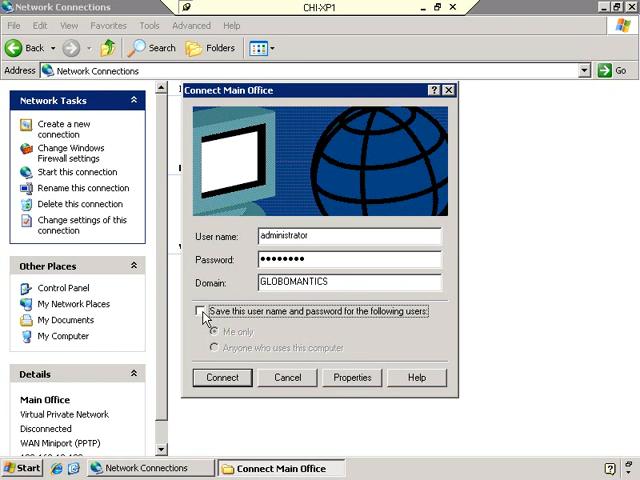 Network Connections
CHI-XP1
File Edit View Favorites Tools Advanced Help
Back Search Folders
Address Network Connections Go
Network Tasks
Create a new
connection
Change Windows
Firewall settings
Start this connection
Rename this connection
Delete this connection
Change settings of this
connection
Other Places
Control Panel
My Network Places
My Documents
My Computer
Details
Main Office
Virtual Private Network
Disconnected
WAN Miniport (PPTP)
Connect Main Office
User name: administrator
Password: ●●●●●●●●
Domain: GLOBOMANTICS
Save this user name and password for the following users:
Me only
Anyone who uses this computer
Connect Cancel Properties Help
Start Network Connections Connect Main Office